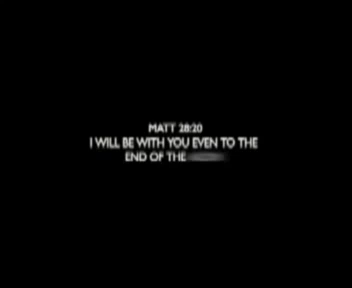 MATT 28:20
I WILL BE WITH YOU EVEN TO THE
END OF THE